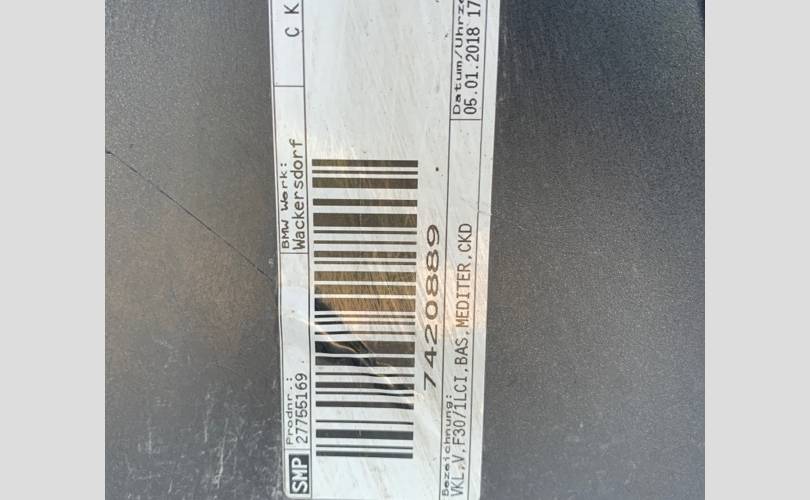 SMP
Prodnr.:
27755169
BMW Werk:
Wackersdorf
C K
7420889
Bezeichnung:
VKL,V,F30/1LCI,BAS,MEDITER,CKD
Datum/Uhrze
05.01.2018 17